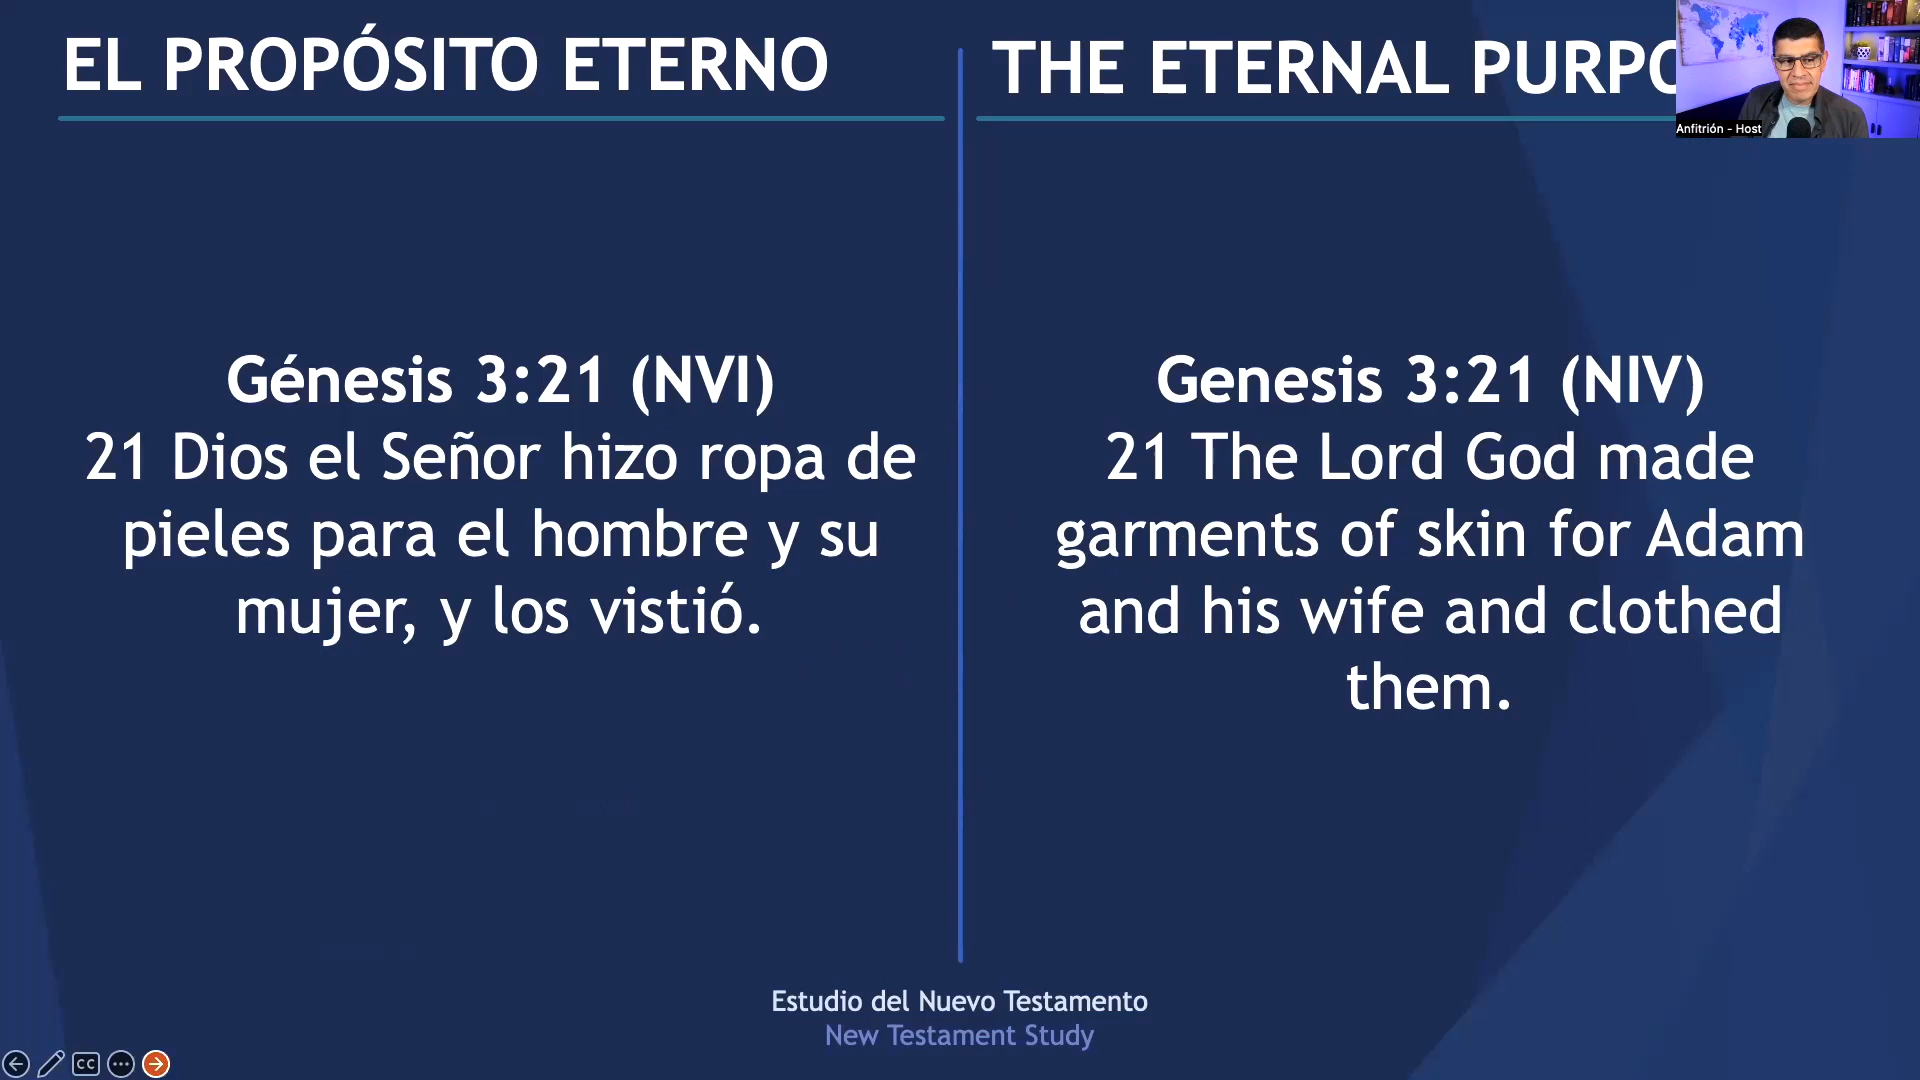 EL PROPÓSITO ETERNO
Génesis 3:21 (NVI)
21 Dios el Señor hizo ropa de
pieles para el hombre y su
mujer, y los vistió.
THE ETERNAL PURPO
Anfitrión - Host
Genesis 3:21 (NIV)
21 The Lord God made
garments of skin for Adam
and his wife and clothed
them.
Estudio del Nuevo Testamento
New Testament Study
CC